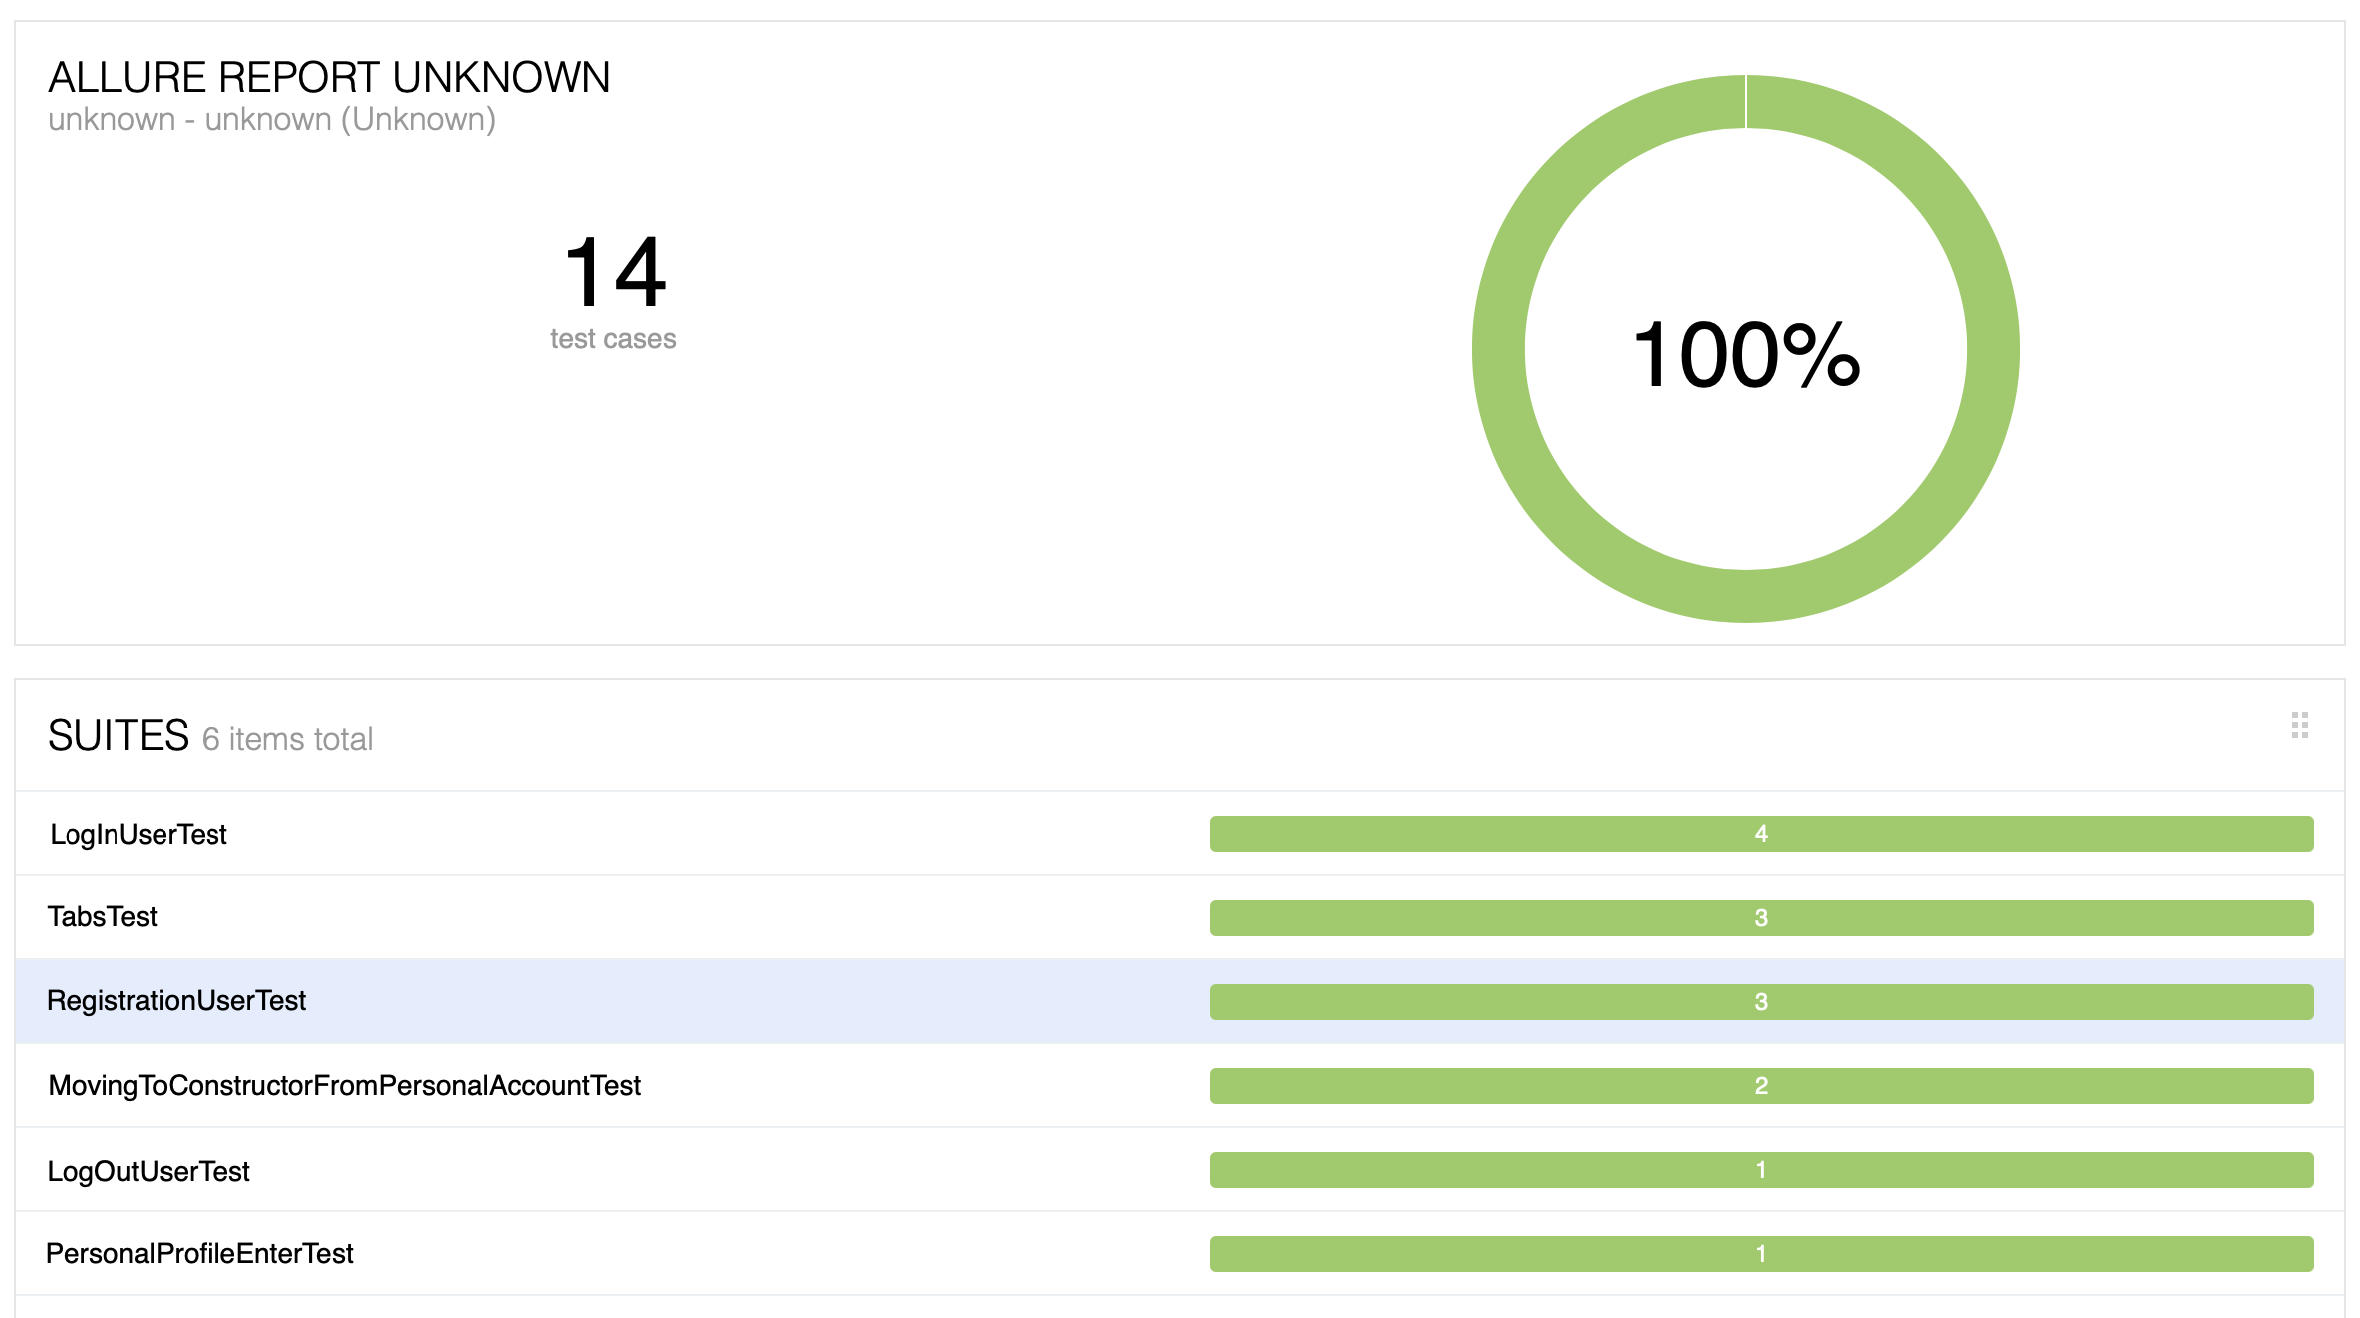 ALLURE REPORT UNKNOWN
unknown - unknown (Unknown)
14
test cases
100%
SUITES 6 items total
LogInUserTest 4
TabsTest 3
RegistrationUserTest 3
MovingToConstructorFromPersonalAccountTest 2
LogOutUserTest 1
PersonalProfileEnterTest 1